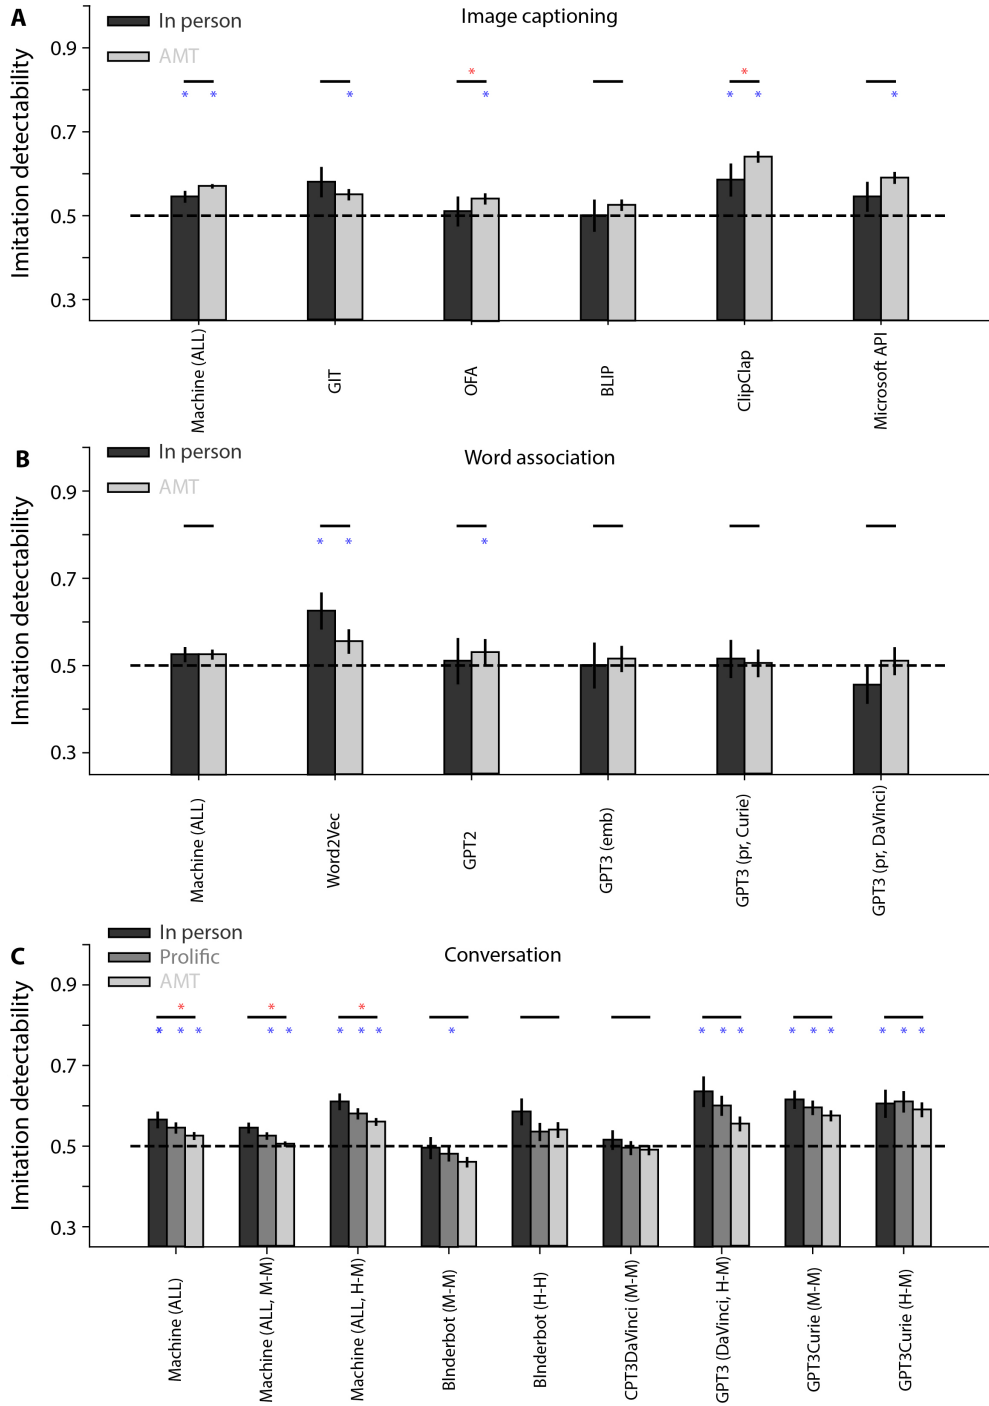 A
Image captioning
In person
AMT
* * * * * * * * *
0.9
0.7
0.5
0.3
Imitation detectability
Machine (ALL)
GIT
OFA
BLIP
ClipClap
Microsoft API
B
Word association
In person
AMT
* * *
0.9
0.7
0.5
0.3
Imitation detectability
Machine (ALL)
Word2Vec
GPT2
GPT3 (emb)
GPT3 (pr, Curie)
GPT3 (pr, DaVinci)
C
Conversation
In person
Prolific
AMT
* * *
* * * * * * * * * * * * * * * * * *
0.9
0.7
0.5
0.3
Imitation detectability
Machine (ALL)
Machine (ALL, M-M)
Machine (ALL, H-M)
BInderbot (M-M)
BInderbot (H-H)
CPT3DaVinci (M-M)
GPT3 (DaVinci, H-M)
GPT3Curie (M-M)
GPT3Curie (H-M)